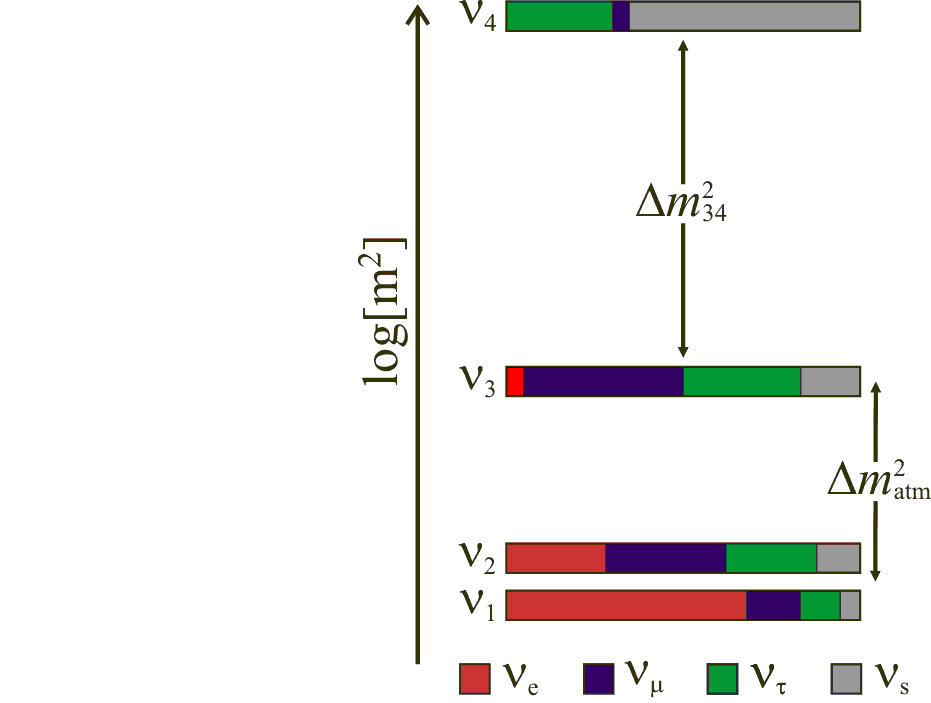 ν₄
Δm²₃₄
log[m²]
ν₃
Δm²atm
ν₂
ν₁
νe νμ ντ νs